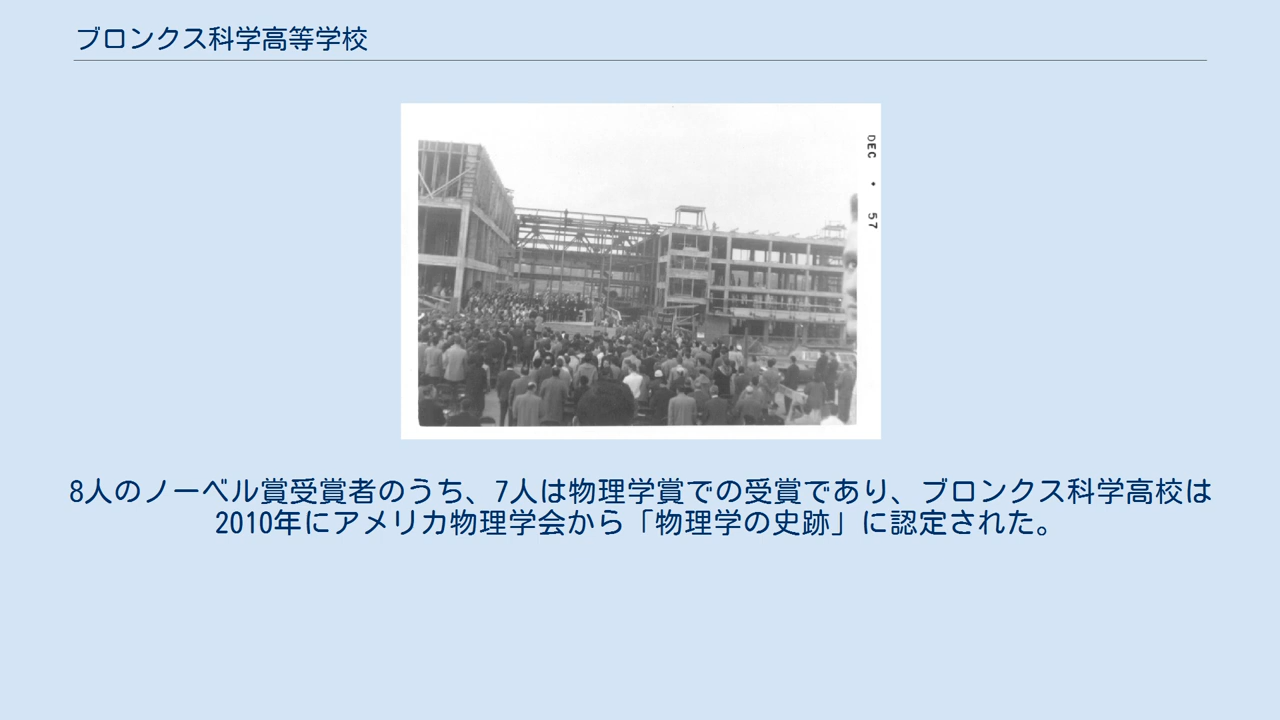 ブロンクス科学高等学校
DEC • 57
8人のノーベル賞受賞者のうち、7人は物理学賞での受賞であり、ブロンクス科学高校は
2010年にアメリカ物理学会から「物理学の史跡」に認定された。